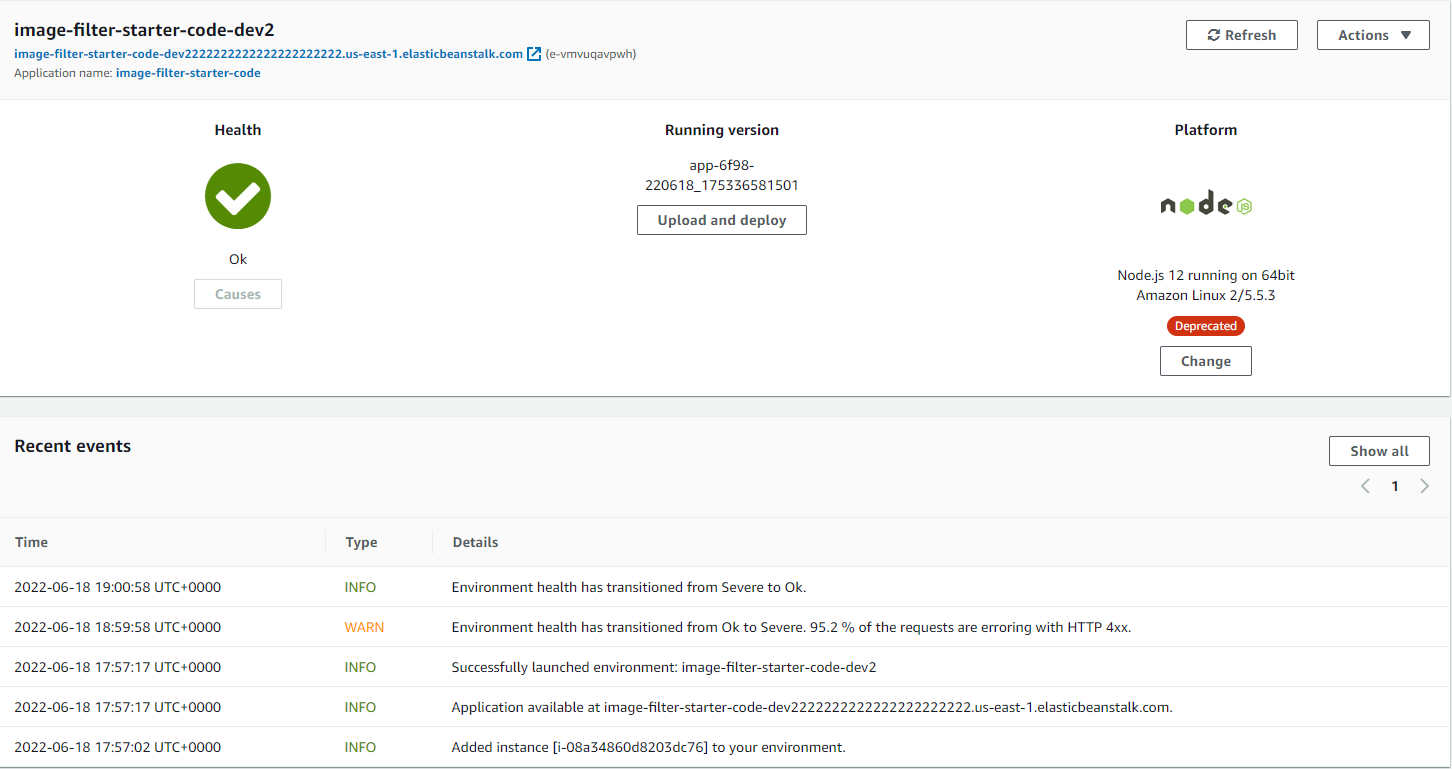 image-filter-starter-code-dev2
Refresh
Actions
image-filter-starter-code-dev2222222222222222222222.us-east-1.elasticbeanstalk.com (e-vmvuqavpwh)
Application name: image-filter-starter-code
Health
Running version
Platform
app-6f98-
220618_175336581501
Upload and deploy
node
JS
Ok
Causes
Node.js 12 running on 64bit
Amazon Linux 2/5.5.3
Deprecated
Change
Recent events
Show all
1
Time Type Details
2022-06-18 19:00:58 UTC+0000 INFO Environment health has transitioned from Severe to Ok.
2022-06-18 18:59:58 UTC+0000 WARN Environment health has transitioned from Ok to Severe. 95.2 % of the requests are erroring with HTTP 4xx.
2022-06-18 17:57:17 UTC+0000 INFO Successfully launched environment: image-filter-starter-code-dev2
2022-06-18 17:57:17 UTC+0000 INFO Application available at image-filter-starter-code-dev2222222222222222222222.us-east-1.elasticbeanstalk.com.
2022-06-18 17:57:02 UTC+0000 INFO Added instance [i-08a34860d8203dc76] to your environment.